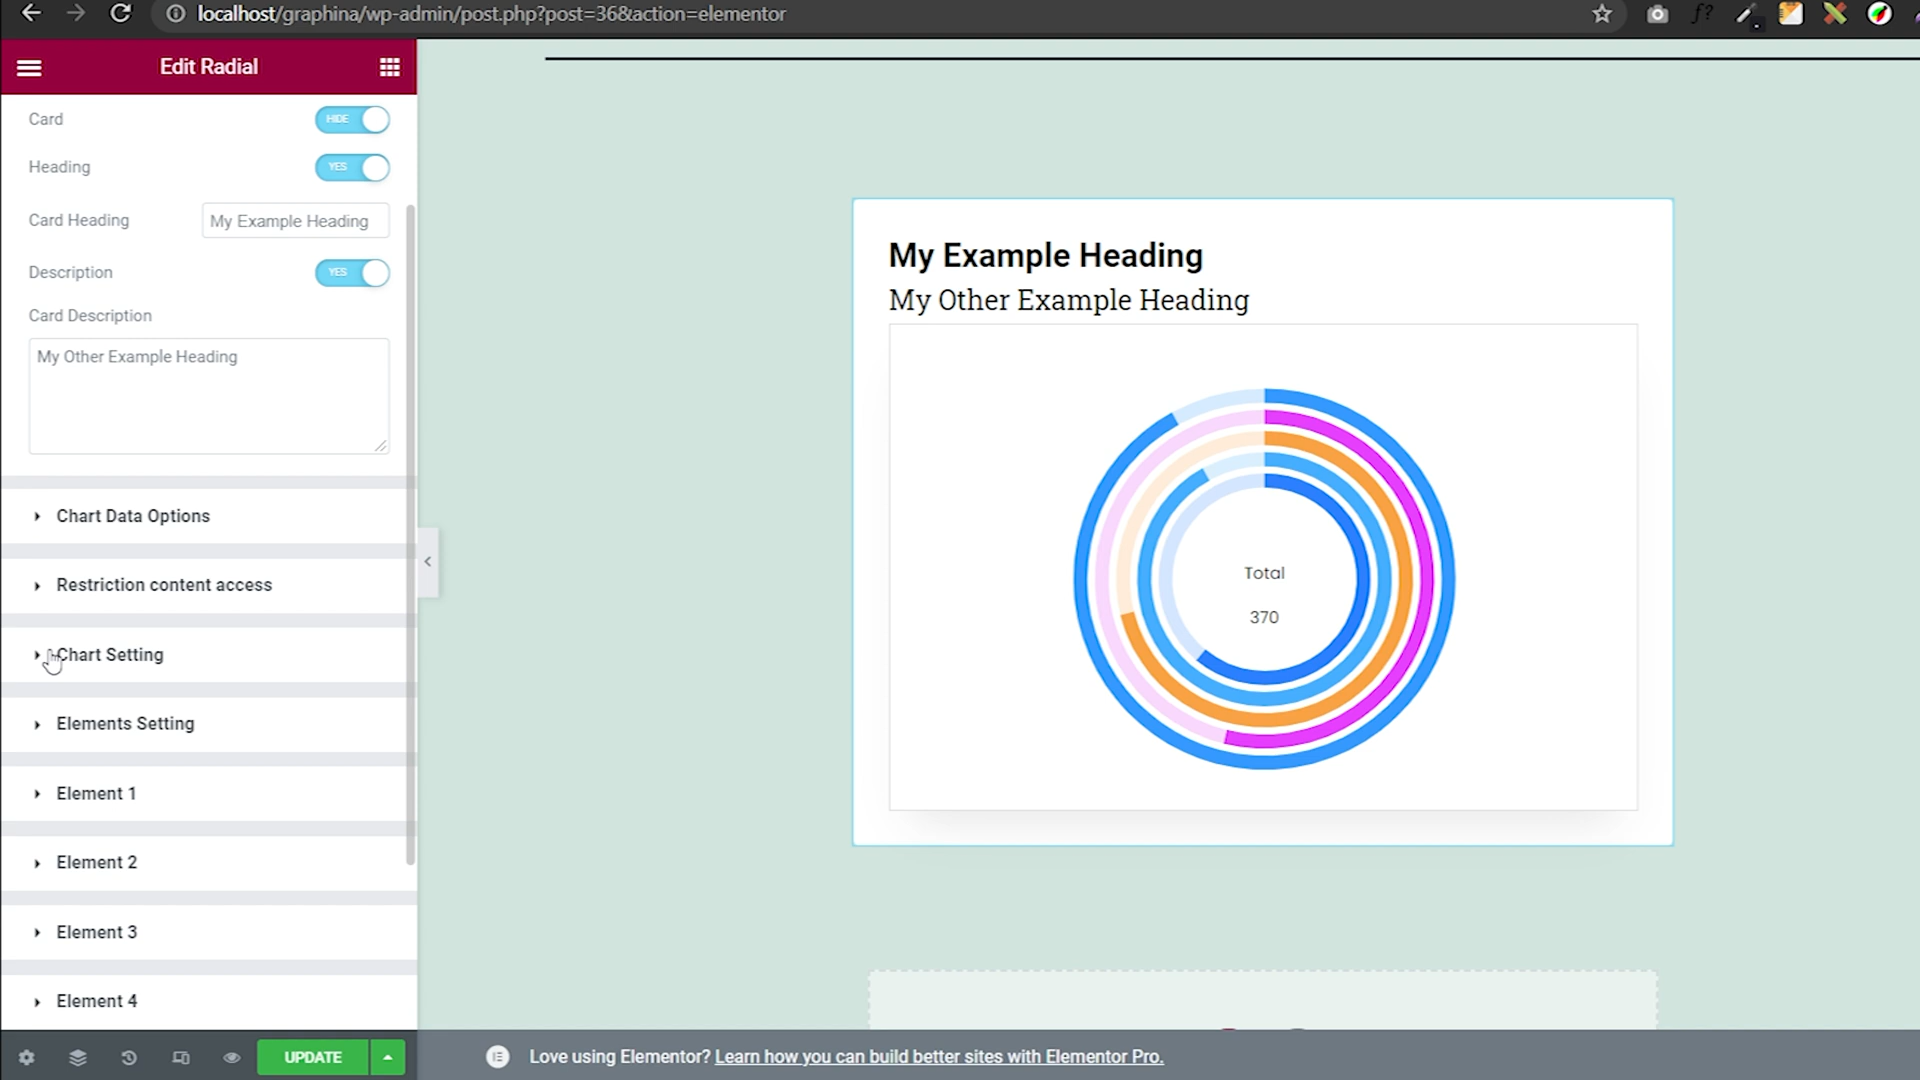 localhost/graphina/wp-admin/post.php?post=36&action=elementor
f?
Edit Radial
Card
HIDE
Heading
YES
Card Heading
My Example Heading
Description
YES
Card Description
My Other Example Heading
Chart Data Options
Restriction content access
Chart Setting
Elements Setting
Element 1
Element 2
Element 3
Element 4
UPDATE
My Example Heading
My Other Example Heading
Total
370
Love using Elementor? Learn how you can build better sites with Elementor Pro.